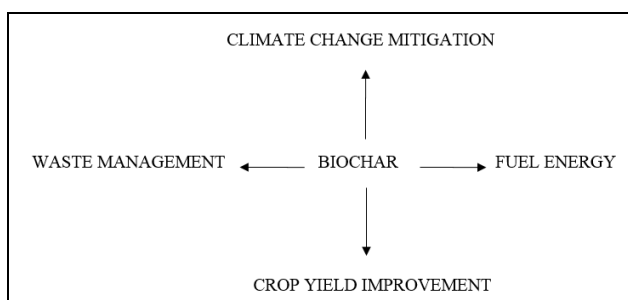 CLIMATE CHANGE MITIGATION
WASTE MANAGEMENT BIOCHAR FUEL ENERGY
CROP YIELD IMPROVEMENT